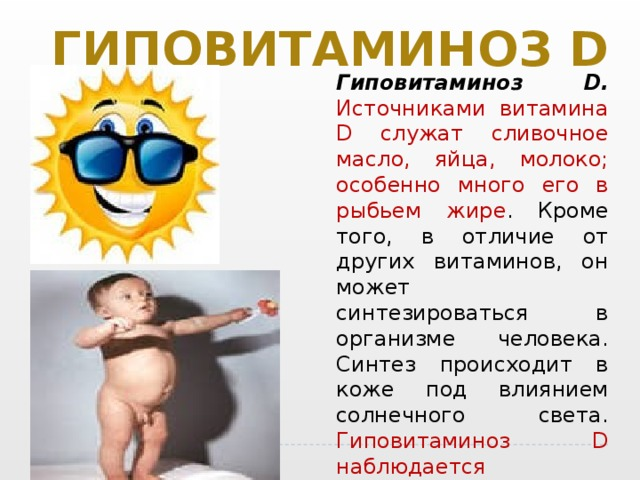 ГИПОВИТАМИНОЗ D
Гиповитаминоз D.
Источниками витамина
D служат сливочное
масло, яйца, молоко;
особенно много его в
рыбьем жире. Кроме
того, в отличие от
других витаминов, он
может
синтезироваться в
организме человека.
Синтез происходит в
коже под влиянием
солнечного света.
Гиповитаминоз D
наблюдается